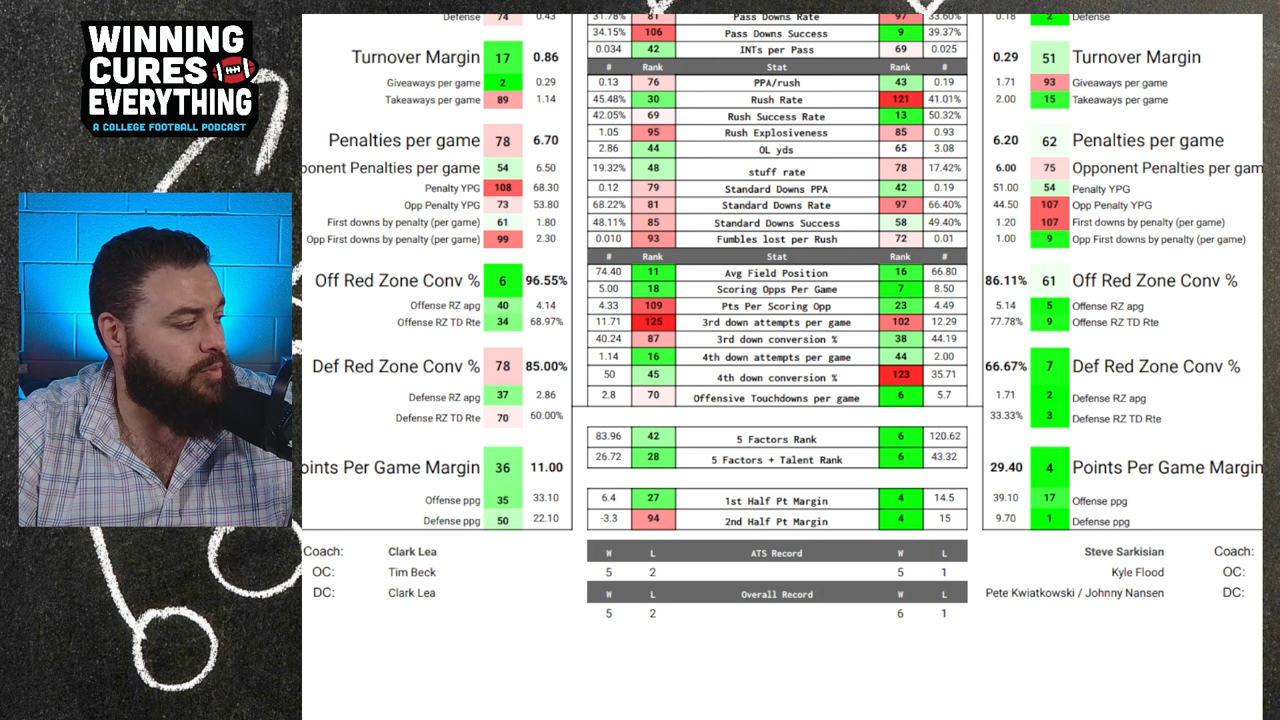 WINNING
CURES
EVERYTHING
A COLLEGE FOOTBALL PODCAST
Defense 74 0.43
Turnover Margin 17 0.86
Giveaways per game 2 0.29
Takeaways per game 89 1.14
Penalties per game 78 6.70
ponent Penalties per game 54 6.50
Penalty YPG 108 68.30
Opp Penalty YPG 73 53.80
First downs by penalty (per game) 61 1.80
Opp First downs by penalty (per game) 99 2.30
Off Red Zone Conv % 6 96.55%
Offense RZ apg 40 4.14
Offense RZ TD Rte 34 68.97%
Def Red Zone Conv % 78 85.00%
Defense RZ apg 37 2.86
Defense RZ TD Rte 70 60.00%
oints Per Game Margin 36 11.00
Offense ppg 35 33.10
Defense ppg 50 22.10
Coach: Clark Lea
OC: Tim Beck
DC: Clark Lea
31.78% 81 Pass Downs Rate 97 33.60%
34.15% 106 Pass Downs Success 9 39.37%
0.034 42 INTs per Pass 69 0.025
# Rank Stat Rank #
0.13 76 PPA/rush 43 0.19
45.48% 30 Rush Rate 121 41.01%
42.05% 69 Rush Success Rate 13 50.32%
1.05 95 Rush Explosiveness 85 0.93
2.86 44 OL yds 65 3.08
19.32% 48 stuff rate 78 17.42%
0.12 79 Standard Downs PPA 42 0.19
68.22% 81 Standard Downs Rate 97 66.40%
48.11% 85 Standard Downs Success 58 49.40%
0.010 93 Fumbles lost per Rush 72 0.01
# Rank Stat Rank #
74.40 11 Avg Field Position 16 66.80
5.00 18 Scoring Opps Per Game 7 8.50
4.33 109 Pts Per Scoring Opp 23 4.49
11.71 125 3rd down attempts per game 102 12.29
40.24 87 3rd down conversion % 38 44.19
1.14 16 4th down attempts per game 44 2.00
50 45 4th down conversion % 123 35.71
2.8 70 Offensive Touchdowns per game 6 5.7
83.96 42 5 Factors Rank 6 120.62
26.72 28 5 Factors + Talent Rank 6 43.32
6.4 27 1st Half Pt Margin 4 14.5
-3.3 94 2nd Half Pt Margin 4 15
W L ATS Record W L
5 2 5 1
W L Overall Record W L
5 2 6 1
0.18 2 Defense
0.29 51 Turnover Margin
1.71 93 Giveaways per game
2.00 15 Takeaways per game
6.20 62 Penalties per game
6.00 75 Opponent Penalties per gam
51.00 54 Penalty YPG
44.50 107 Opp Penalty YPG
1.20 107 First downs by penalty (per game)
1.00 9 Opp First downs by penalty (per game)
86.11% 61 Off Red Zone Conv %
5.14 5 Offense RZ apg
77.78% 9 Offense RZ TD Rte
66.67% 7 Def Red Zone Conv %
1.71 2 Defense RZ apg
33.33% 3 Defense RZ TD Rte
29.40 4 Points Per Game Margin
39.10 17 Offense ppg
9.70 1 Defense ppg
Steve Sarkisian Coach:
Kyle Flood OC:
Pete Kwiatkowski / Johnny Nansen DC: